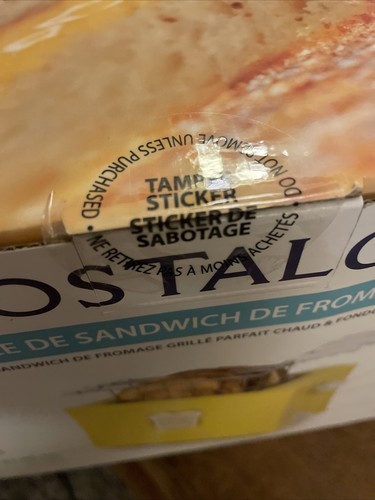 DO NOT REMOVE UNLESS PURCHASED
TAMPER
STICKER
STICKER DE
SABOTAGE
NE RETIREZ PAS À MOINS ACHETÉS
OSTALG
E DE SANDWICH DE FROM
SANDWICH DE FROMAGE GRILLÉ PARFAIT CHAUD & FOND